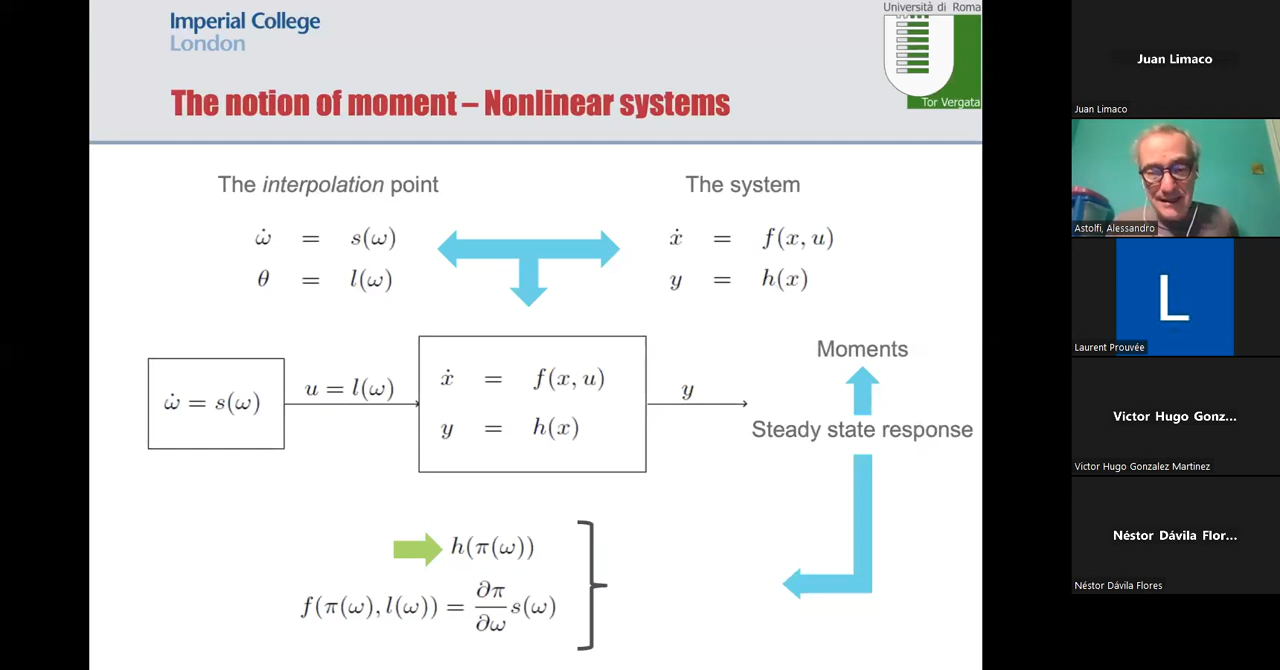 Imperial College
London
Università di Roma
Tor Vergata
The notion of moment – Nonlinear systems
The interpolation point
The system
ω̇ = s(ω)
θ = l(ω)
ẋ = f(x, u)
y = h(x)
ω̇ = s(ω)
u = l(ω)
ẋ = f(x, u)
y = h(x)
y
Moments
Steady state response
h(π(ω))
f(π(ω), l(ω)) = ∂π/∂ω s(ω)
Juan Limaco
Juan Limaco
Astolfi, Alessandro
L
Laurent Prouvée
Victor Hugo Gonz...
Victor Hugo Gonzalez Martinez
Néstor Dávila Flor...
Néstor Dávila Flores